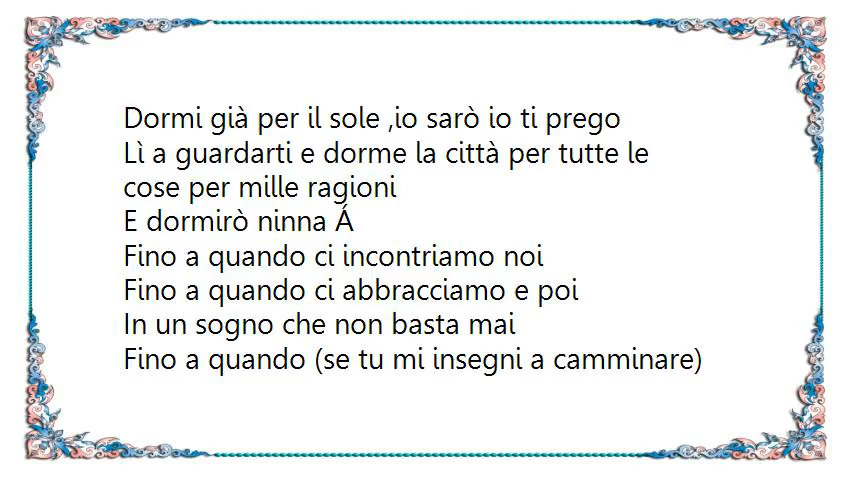 Dormi già per il sole ,io sarò io ti prego
Lì a guardarti e dorme la città per tutte le
cose per mille ragioni
E dormirò ninna Á
Fino a quando ci incontriamo noi
Fino a quando ci abbracciamo e poi
In un sogno che non basta mai
Fino a quando (se tu mi insegni a camminare)